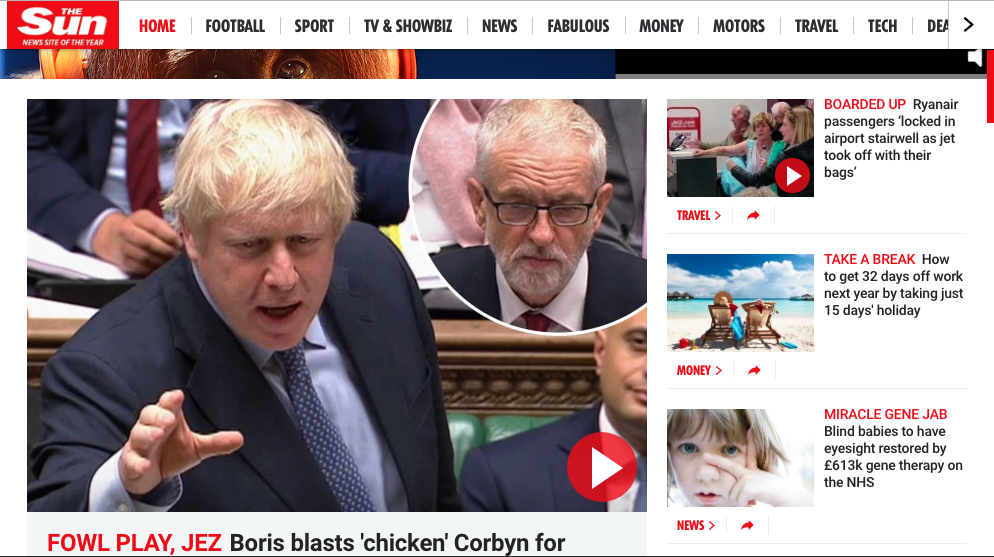 THE
Sun
NEWS SITE OF THE YEAR
HOME FOOTBALL SPORT TV & SHOWBIZ NEWS FABULOUS MONEY MOTORS TRAVEL TECH DEA
BOARDED UP Ryanair
passengers ‘locked in
airport stairwell as jet
took off with their
bags’
TRAVEL
TAKE A BREAK How
to get 32 days off work
next year by taking just
15 days' holiday
MONEY
MIRACLE GENE JAB
Blind babies to have
eyesight restored by
£613k gene therapy on
the NHS
NEWS
FOWL PLAY, JEZ Boris blasts 'chicken' Corbyn for